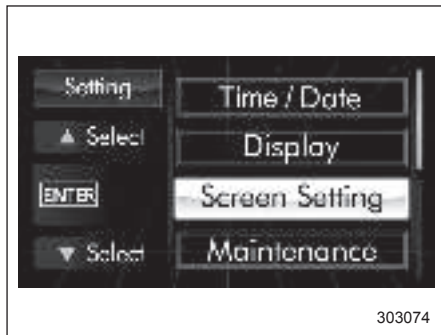 Setting
▲ Select
ENTER
▼ Select
Time / Date
Display
Screen Setting
Maintenance
303074